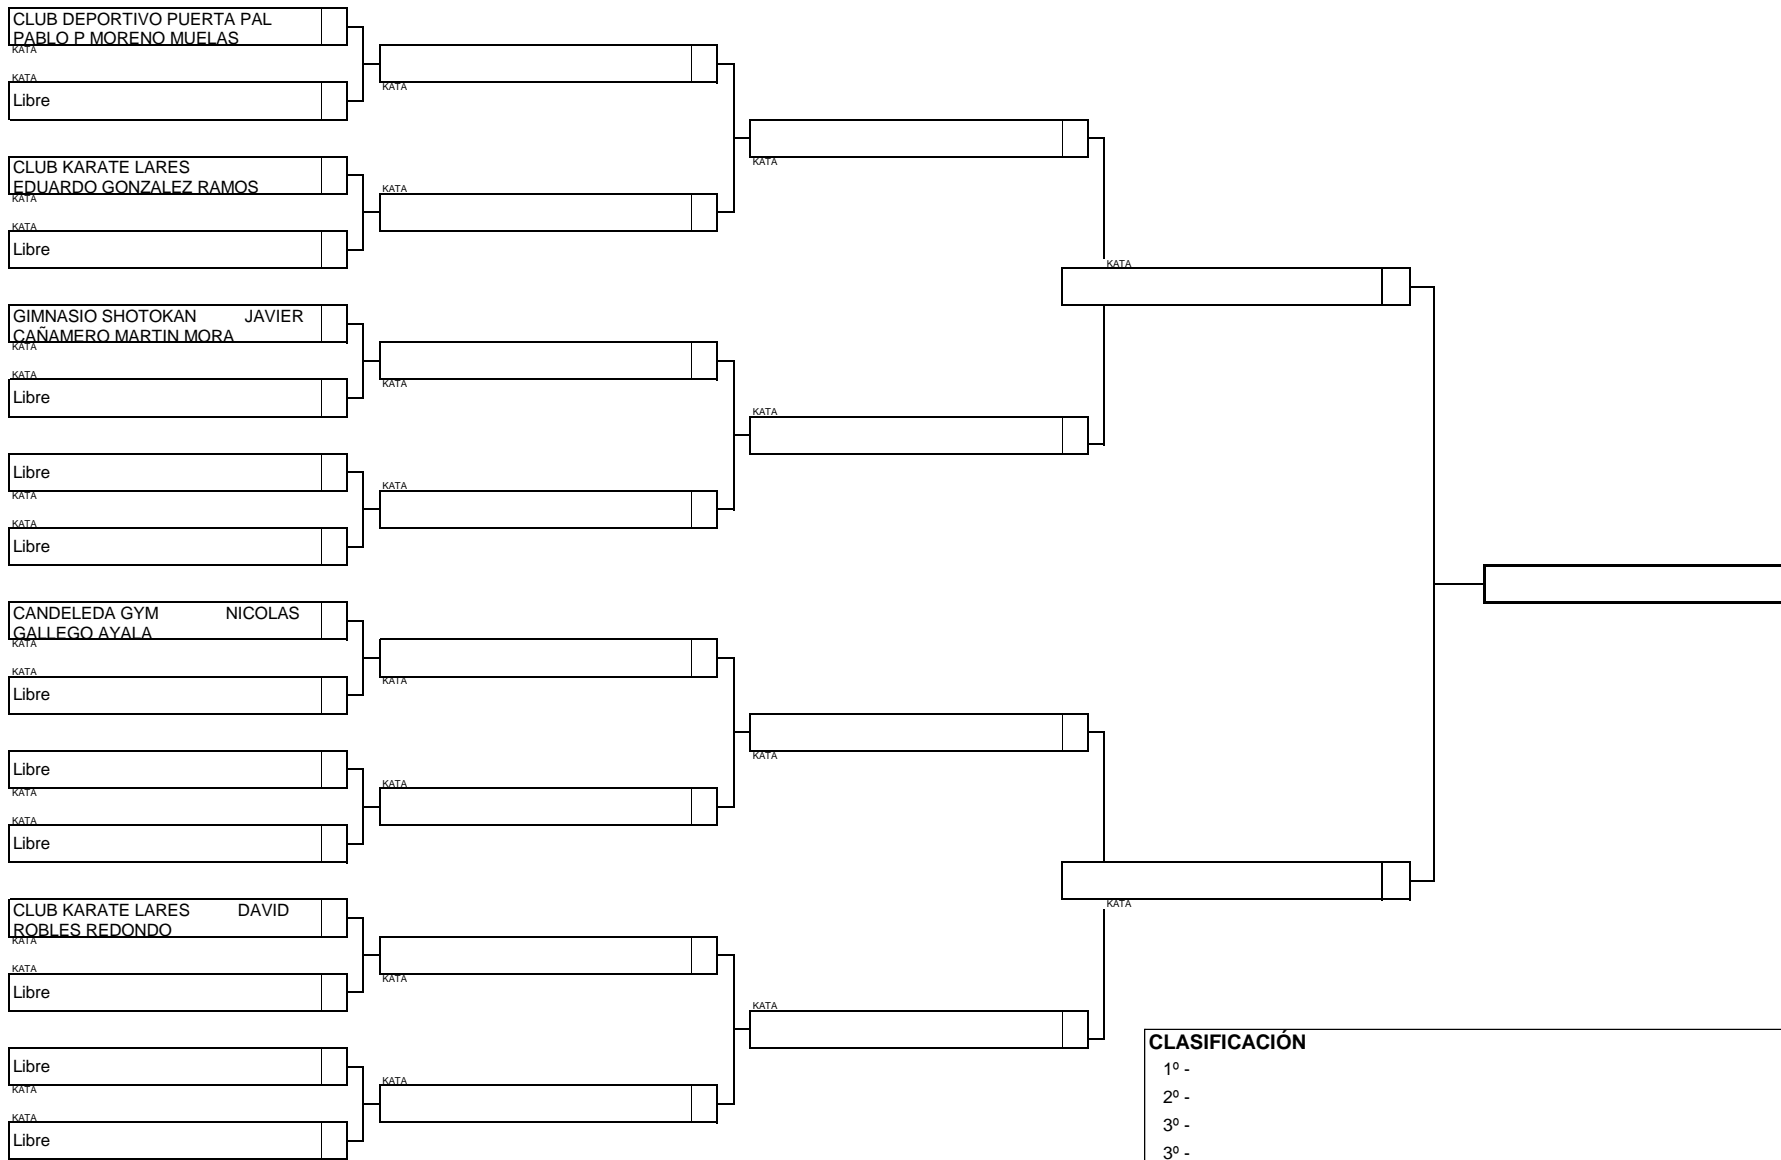 CLUB DEPORTIVO PUERTA PAL
PABLO P MORENO MUELAS
KATA
KATA
Libre
CLUB KARATE LARES
EDUARDO GONZALEZ RAMOS
KATA
KATA
Libre
GIMNASIO SHOTOKAN JAVIER
CAÑAMERO MARTIN MORA
KATA
KATA
Libre
Libre
KATA
KATA
Libre
CANDELEDA GYM NICOLAS
GALLEGO AYALA
KATA
KATA
Libre
Libre
KATA
KATA
Libre
CLUB KARATE LARES DAVID
ROBLES REDONDO
KATA
KATA
Libre
Libre
KATA
KATA
Libre
KATA
KATA
KATA
KATA
KATA
KATA
KATA
KATA
KATA
KATA
KATA
KATA
KATA
KATA
CLASIFICACIÓN
1º -
2º -
3º -
3º -